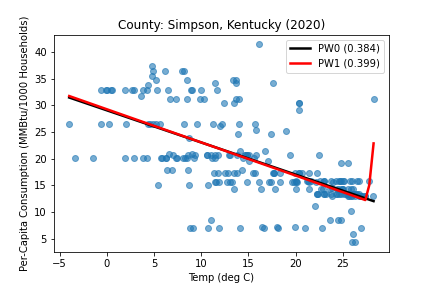 County: Simpson, Kentucky (2020)
PW0 (0.384)
PW1 (0.399)
Per-Capita Consumption (MMBtu/1000 Households)
40
35
30
25
20
15
10
5
−5 0 5 10 15 20 25
Temp (deg C)